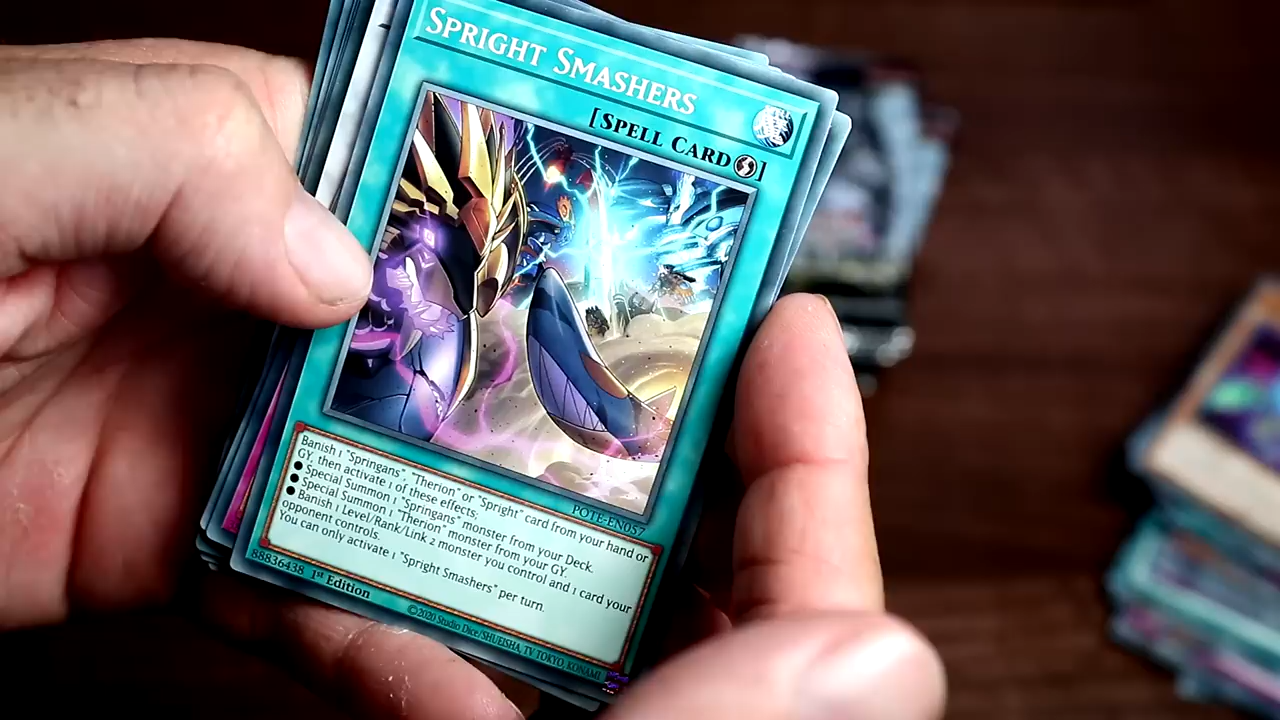 SPRIGHT SMASHERS
[SPELL CARD]
POTE-EN057
Banish 1 "Springans", "Therion" or "Spright" card from your hand or
GY, then activate 1 of these effects;
● Special Summon 1 "Springans" monster from your Deck.
● Special Summon 1 "Therion" monster from your GY.
● Banish 1 Level/Rank/Link 2 monster you control and 1 card your
opponent controls.
You can only activate 1 "Spright Smashers" per turn.
88836438 1st Edition
©2020 Studio Dice/SHUEISHA, TV TOKYO, KONAMI